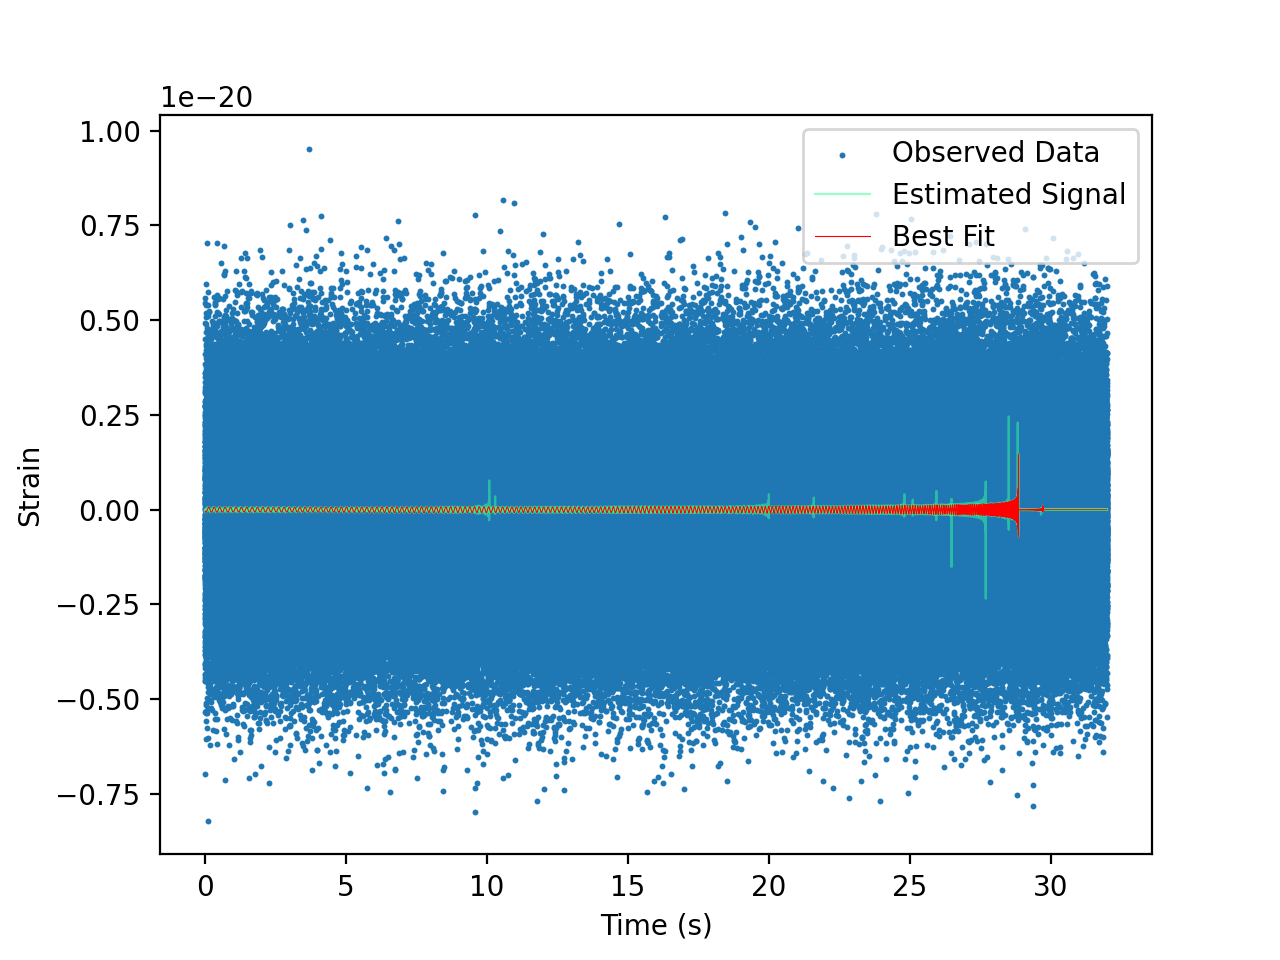 1e−20
1.00
0.75
0.50
0.25
0.00
−0.25
−0.50
−0.75
Strain
0 5 10 15 20 25 30
Time (s)
Observed Data
Estimated Signal
Best Fit